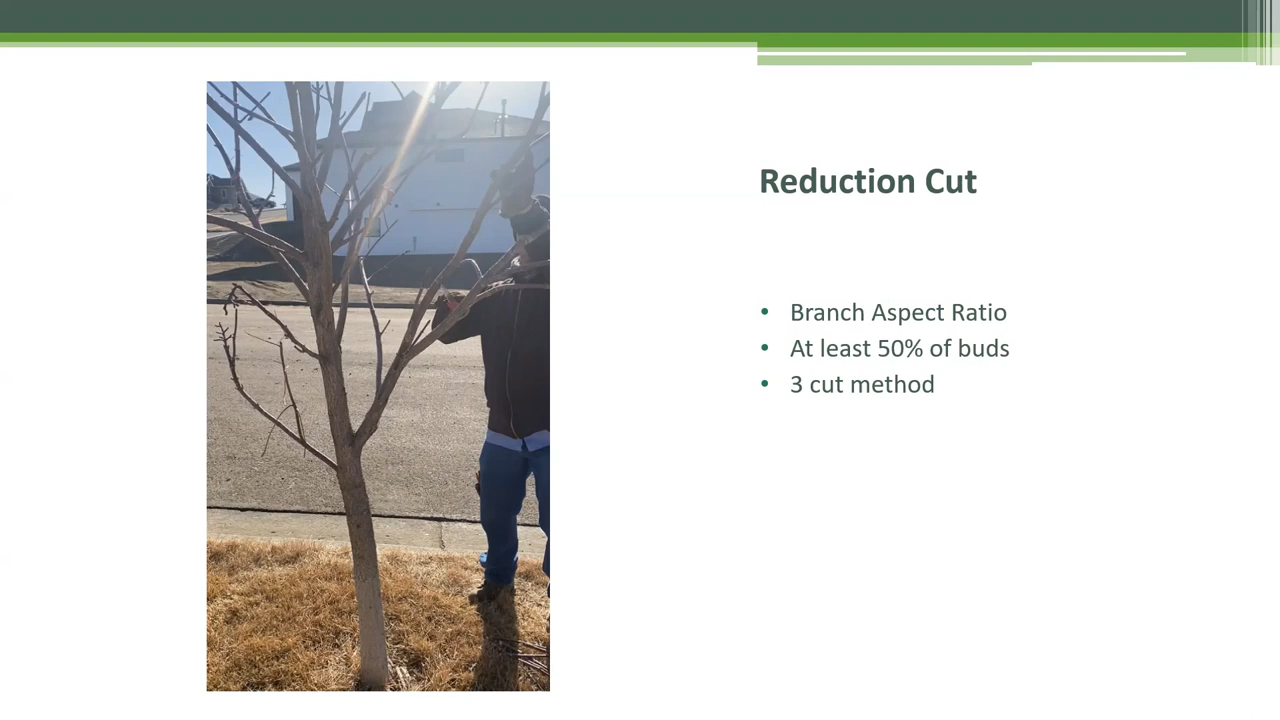 Reduction Cut
• Branch Aspect Ratio
• At least 50% of buds
• 3 cut method